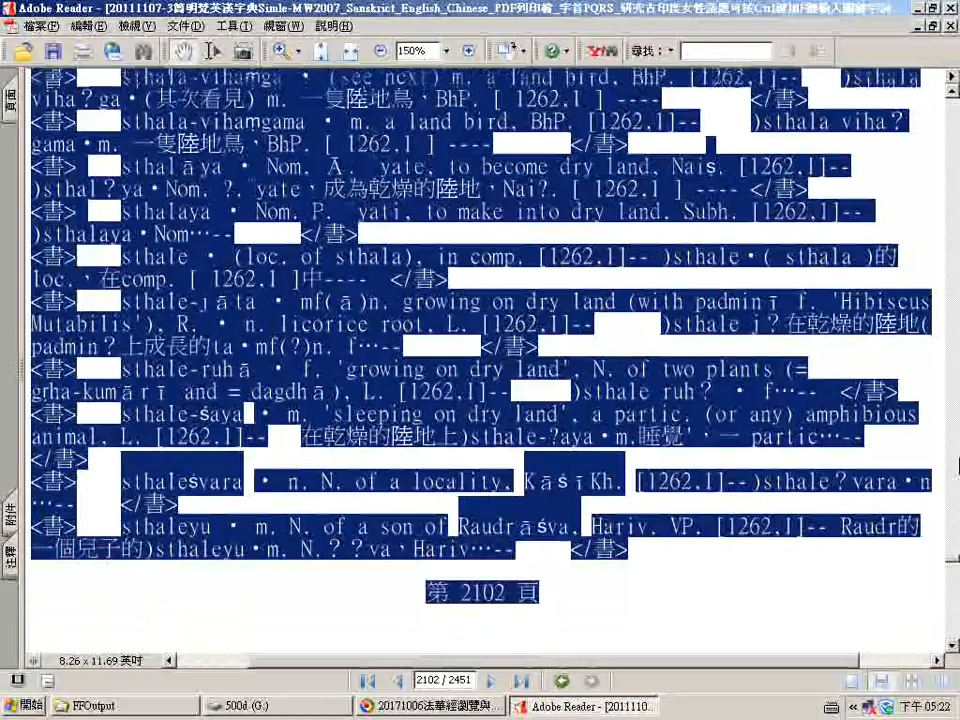 Adobe Reader - [20111107-3簡明梵英漢字典Simle-MW2007_Sanskrict_English_Chinese_PDF列印稿_字首PQRS_研究古印度女性議題可按Ctrl鍵加F鍵輸入關鍵字詞
檔案(F) 編輯(E) 檢視(V) 文件(D) 工具(T) 視窗(W) 說明(H)
150% 尋找:
頁面
<書> sthala-vihaṃga • (see next) m. a land bird, BhP. [1262,1]-- )sthala
viha？ga•(其次看見) m. 一隻陸地鳥，BhP. [ 1262,1 ] ---- </書>
<書> sthala-vihaṃgama • m. a land bird, BhP. [1262,1]-- )sthala viha？
gama•m. 一隻陸地鳥，BhP. [ 1262,1 ] ---- </書>
<書> sthalāya • Nom. Ā. yate, to become dry land, Naiṣ. [1262,1]--
)sthal？ya•Nom. ?. yate，成為乾燥的陸地，Nai?. [ 1262,1 ] ---- </書>
<書> sthalaya • Nom. P. yati, to make into dry land. Subh. [1262,1]--
)sthalaya•Nom…-- </書>
<書> sthale • (loc. of sthala), in comp. [1262,1]-- )sthale•( sthala )的
loc.，在comp. [ 1262,1 ]中---- </書>
<書> sthale-jāta • mf(ā)n. growing on dry land (with padminī f. 'Hibiscus
Mutabilis'), R. • n. licorice root, L. [1262,1]-- )sthale j？在乾燥的陸地(
padmin？上成長的ta•mf(?)n. f…-- </書>
<書> sthale-ruhā • f. 'growing on dry land', N. of two plants (=
gṛha-kumārī and = dagdhā), L. [1262,1]-- )sthale ruh？ • f…-- </書>
<書> sthale-śaya • m. 'sleeping on dry land', a partic. (or any) amphibious
animal, L. [1262,1]-- 在乾燥的陸地上)sthale-?aya•m.睡覺'，一 partic…--
</書>
<書> sthaleśvara • n. N. of a locality, KāśīKh. [1262,1]--)sthale？vara•n
…-- </書>
<書> sthaleyu • m. N. of a son of Raudrāśva, Hariv. VP. [1262,1]-- Raudr的
一個兒子的)sthaleyu•m. N.？？va，Hariv…-- </書>
第 2102 頁
附件
注釋
8.26 x 11.69 英吋
2102 / 2451
開始 FFOutput 500d (G:) 20171006法華經瀏覽與... Adobe Reader - [2011110... 下午 05:22